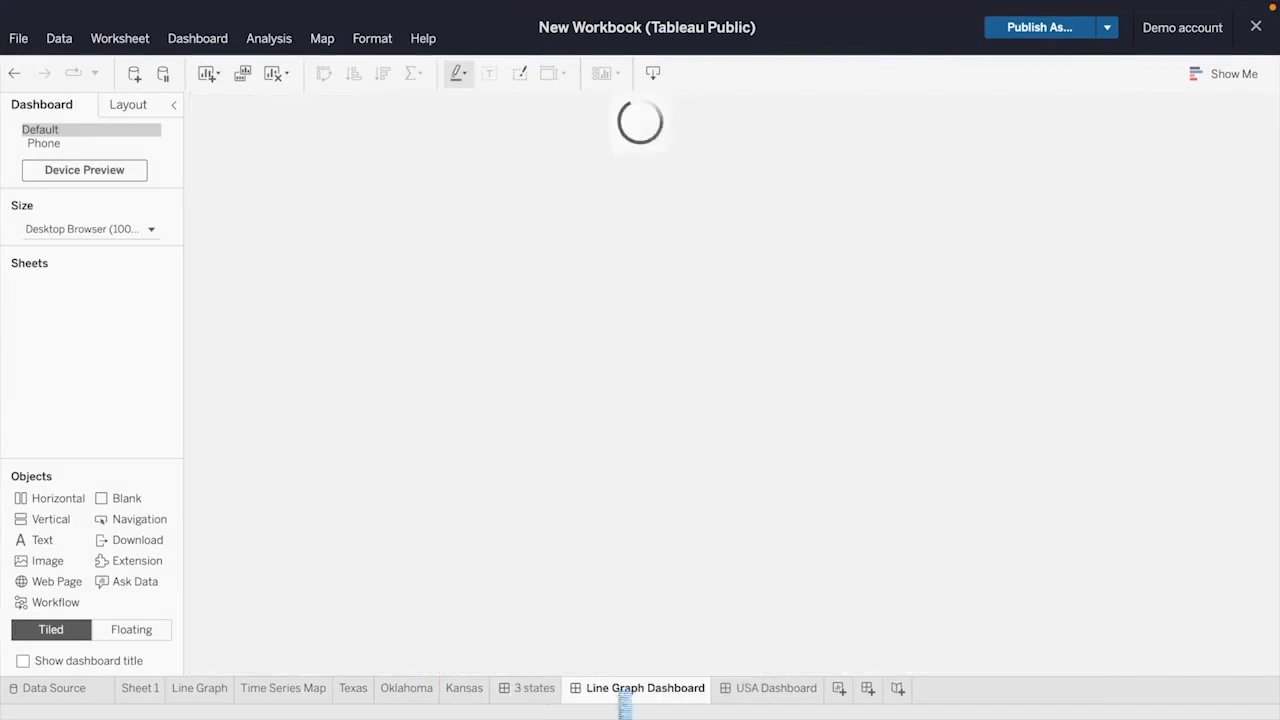 New Workbook (Tableau Public)
Publish As...
Demo account
File Data Worksheet Dashboard Analysis Map Format Help
Show Me
Dashboard Layout
Default
Phone
Device Preview
Size
Desktop Browser (100...
Sheets
Objects
Horizontal Blank
Vertical Navigation
Text Download
Image Extension
Web Page Ask Data
Workflow
Tiled Floating
Show dashboard title
Data Source Sheet 1 Line Graph Time Series Map Texas Oklahoma Kansas 3 states Line Graph Dashboard USA Dashboard